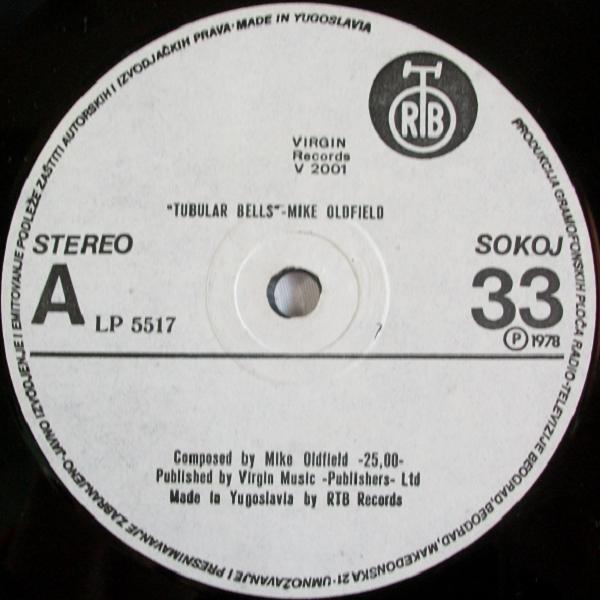 PRODUKCIJA GRAMOFONSKIH PLOČA RADIO-TELEVIZIJE BEOGRAD, BEOGRAD, MAKEDONSKA 21 · UMNOŽAVANJE I PRESNIMAVANJE ZABRANJENO · JAVNO IZVODJENJE I EMITOVANJE PODLEŽE ZAŠTITI AUTORSKIH I IZVODJAČKIH PRAVA · MADE IN YUGOSLAVIA
RTB
VIRGIN
Records
V 2001
"TUBULAR BELLS"-MIKE OLDFIELD
STEREO
SOKOJ
A
LP 5517
33
℗ 1978
Composed by Mike Oldfield -25,00-
Published by Virgin Music -Publishers- Ltd
Made in Yugoslavia by RTB Records